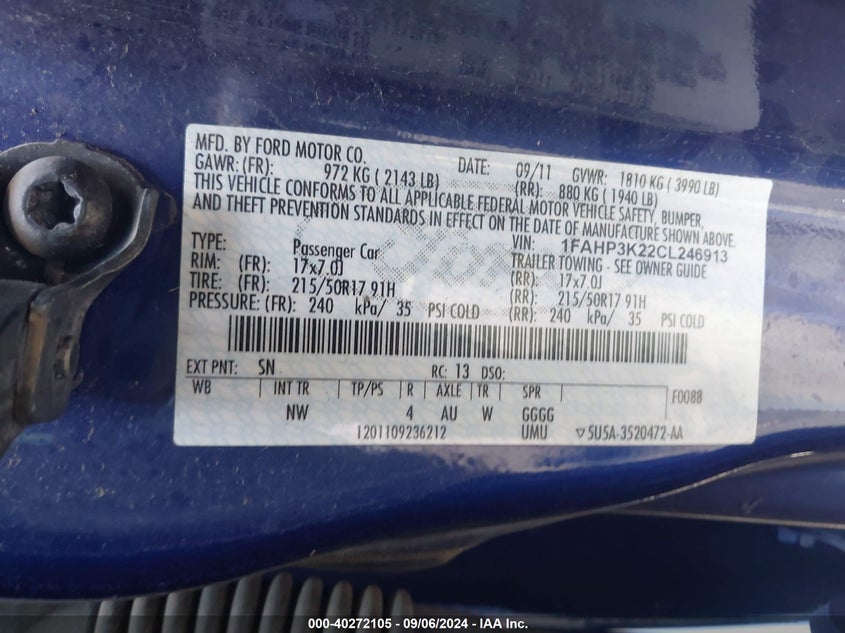 MFD. BY FORD MOTOR CO. DATE: 09/11 GVWR: 1810 KG ( 3990 LB)
GAWR: (FR): 972 KG ( 2143 LB) (RR): 880 KG ( 1940 LB)
THIS VEHICLE CONFORMS TO ALL APPLICABLE FEDERAL MOTOR VEHICLE SAFETY, BUMPER,
AND THEFT PREVENTION STANDARDS IN EFFECT ON THE DATE OF MANUFACTURE SHOWN ABOVE.
VIN: 1FAHP3K22CL246913
TYPE: Passenger Car TRAILER TOWING - SEE OWNER GUIDE
RIM: (FR): 17x7.0J (RR): 17x7.0J
TIRE: (FR): 215/50R17 91H (RR): 215/50R17 91H
PRESSURE: (FR): 240 kPa/ 35 PSI COLD (RR): 240 kPa/ 35 PSI COLD
EXT PNT: SN RC: 13 DSO:
WB INT TR TP/PS R AXLE TR SPR F0088
NW 4 AU W GGGG
1201109236212 UMU ▽5U5A-3520472-AA
000-40272105 - 09/06/2024 - IAA Inc.